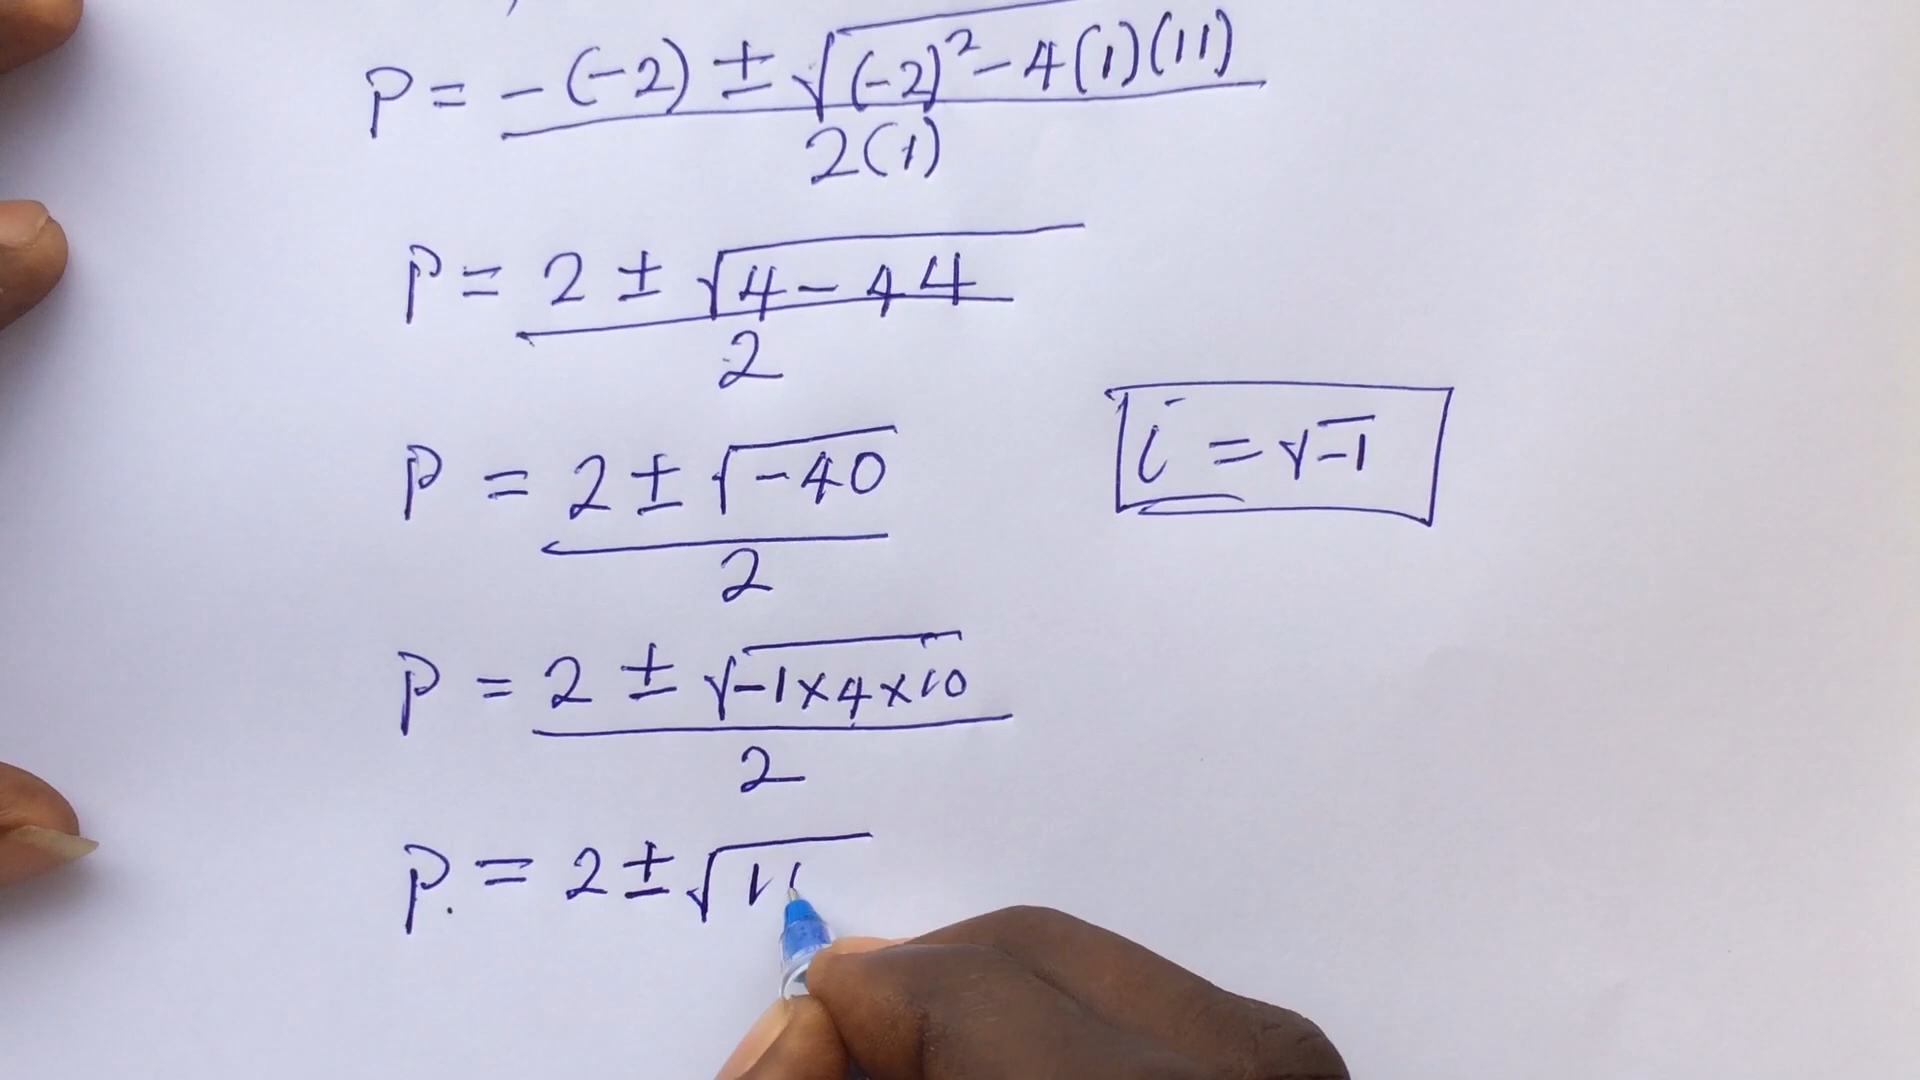 P = -(-2) ± √(-2)² - 4(1)(11)
2(1)
P = 2 ± √4 - 44
2
P = 2 ± √-40
2
i = √-1
P = 2 ± √-1×4×10
2
P. = 2 ± √